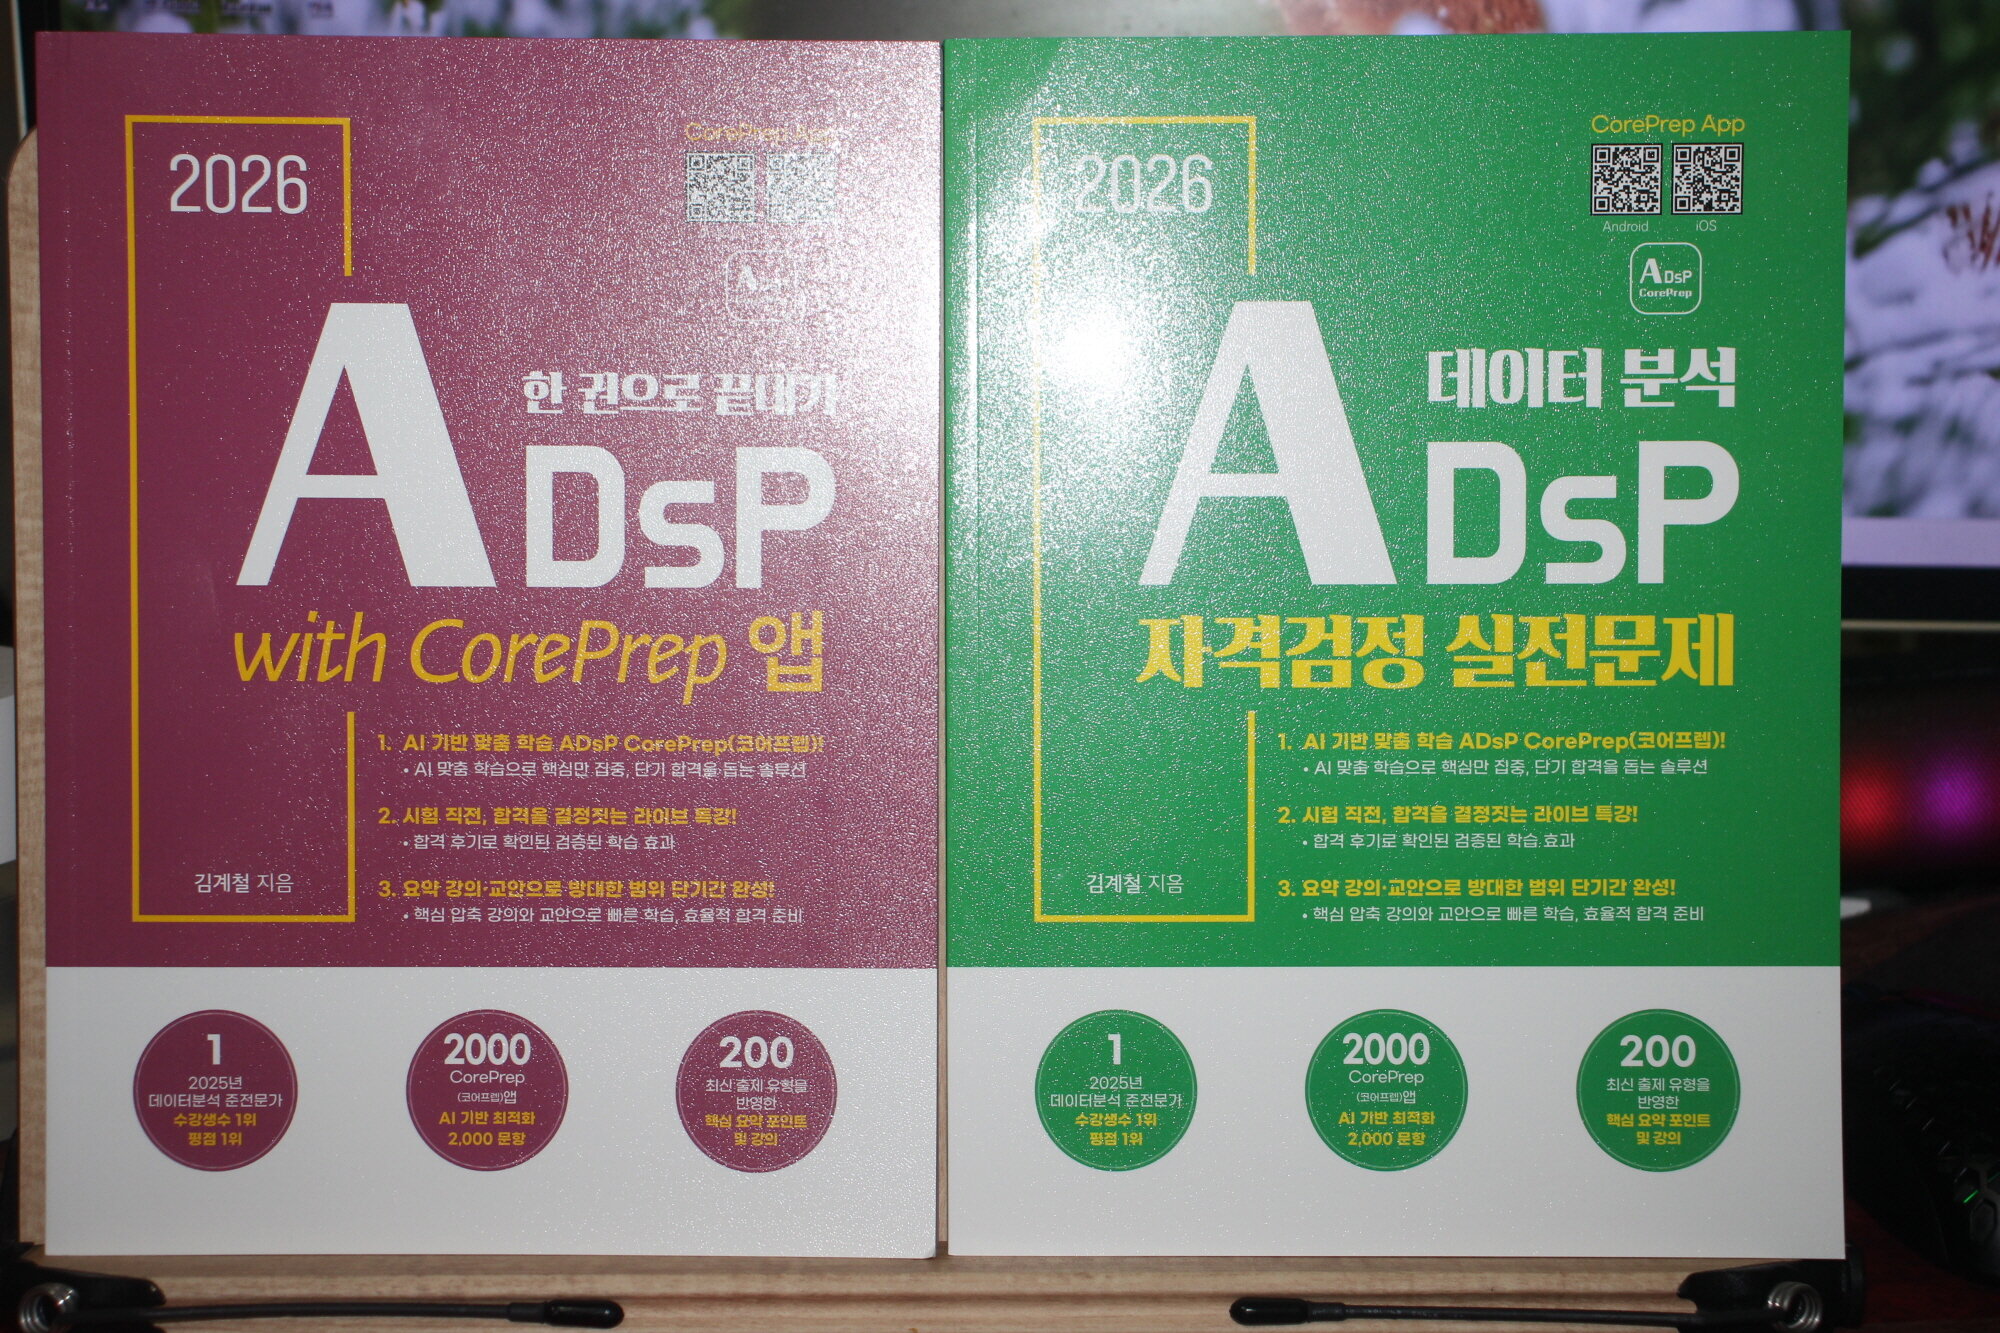 2026
CorePrep
한 권으로 끝내기
ADsP
with CorePrep 앱
1. AI 기반 맞춤 학습 ADsP CorePrep(코어프렙)!
• AI 맞춤 학습으로 핵심만 집중, 단기 합격을 돕는 솔루션
2. 시험 직전, 합격을 결정짓는 라이브 특강!
• 합격 후기로 확인된 검증된 학습 효과
3. 요약 강의·교안으로 방대한 범위 단기간 완성!
• 핵심 압축 강의와 교안으로 빠른 학습, 효율적 합격 준비
김계철 지음
1
2025년
데이터분석 준전문가
수강생수 1위
평점 1위
2000
CorePrep
(코어프렙)앱
AI 기반 최적화
2,000 문항
200
최신 출제 유형을
반영한
핵심 요약 포인트
및 강의
2026
CorePrep App
Android iOS
ADsP
CorePrep
데이터 분석
ADsP
자격검정 실전문제
1. AI 기반 맞춤 학습 ADsP CorePrep(코어프렙)!
• AI 맞춤 학습으로 핵심만 집중, 단기 합격을 돕는 솔루션
2. 시험 직전, 합격을 결정짓는 라이브 특강!
• 합격 후기로 확인된 검증된 학습 효과
3. 요약 강의·교안으로 방대한 범위 단기간 완성!
• 핵심 압축 강의와 교안으로 빠른 학습, 효율적 합격 준비
김계철 지음
1
2025년
데이터분석 준전문가
수강생수 1위
평점 1위
2000
CorePrep
(코어프렙)앱
AI 기반 최적화
2,000 문항
200
최신 출제 유형을
반영한
핵심 요약 포인트
및 강의